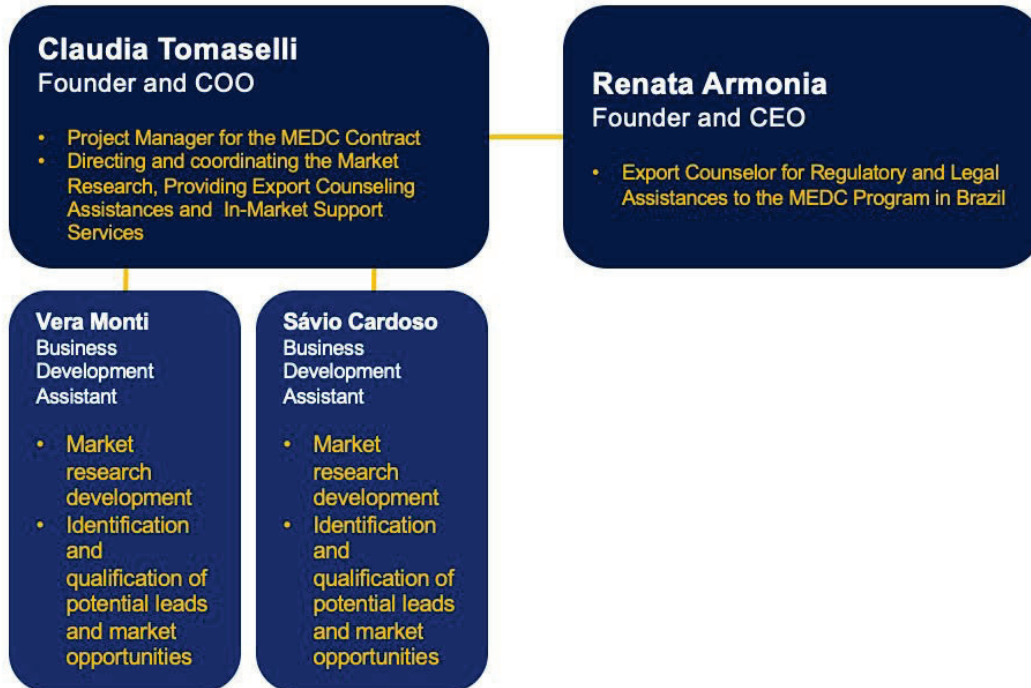 Claudia Tomaselli
Founder and COO
• Project Manager for the MEDC Contract
• Directing and coordinating the Market
Research, Providing Export Counseling
Assistances and In-Market Support
Services
Renata Armonia
Founder and CEO
• Export Counselor for Regulatory and Legal
Assistances to the MEDC Program in Brazil
Vera Monti
Business
Development
Assistant
• Market
research
development
• Identification
and
qualification of
potential leads
and market
opportunities
Sávio Cardoso
Business
Development
Assistant
• Market
research
development
• Identification
and
qualification of
potential leads
and market
opportunities